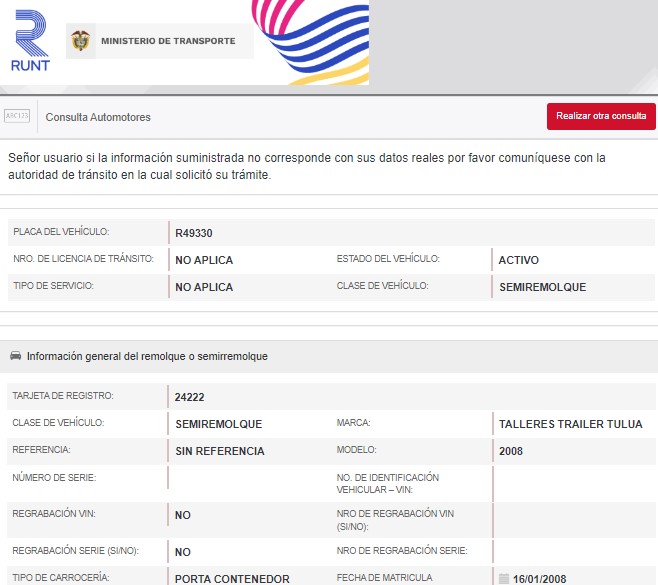 RUNT
MINISTERIO DE TRANSPORTE
ASC123
Consulta Automotores
Realizar otra consulta
Señor usuario si la información suministrada no corresponde con sus datos reales por favor comuníquese con la
autoridad de tránsito en la cual solicitó su trámite.
PLACA DEL VEHÍCULO: R49330
NRO. DE LICENCIA DE TRÁNSITO: NO APLICA ESTADO DEL VEHÍCULO: ACTIVO
TIPO DE SERVICIO: NO APLICA CLASE DE VEHÍCULO: SEMIREMOLQUE
Información general del remolque o semirremolque
TARJETA DE REGISTRO: 24222
CLASE DE VEHÍCULO: SEMIREMOLQUE MARCA: TALLERES TRAILER TULUA
REFERENCIA: SIN REFERENCIA MODELO: 2008
NÚMERO DE SERIE: NO. DE IDENTIFICACIÓN
VEHICULAR – VIN:
REGRABACIÓN VIN: NO NRO DE REGRABACIÓN VIN
(SI/NO):
REGRABACIÓN SERIE (SI/NO): NO NRO DE REGRABACIÓN SERIE:
TIPO DE CARROCERÍA: PORTA CONTENEDOR FECHA DE MATRICULA 16/01/2008